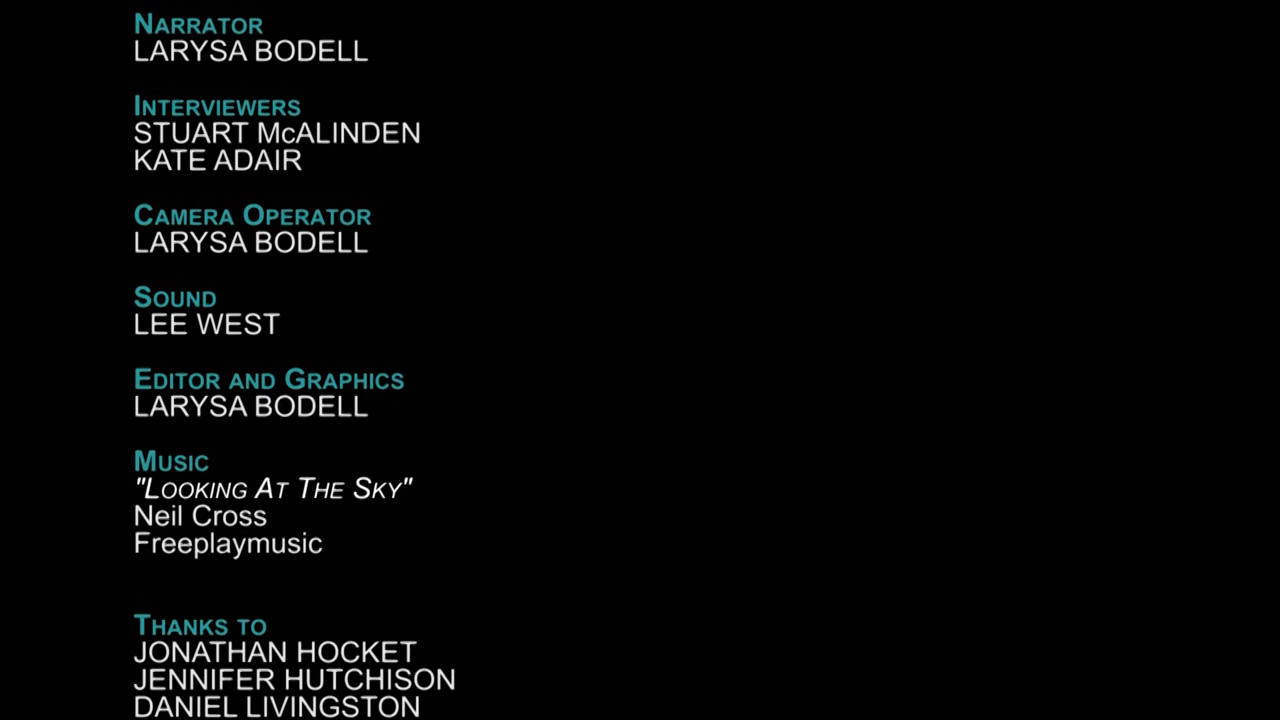 NARRATOR
LARYSA BODELL
INTERVIEWERS
STUART McALINDEN
KATE ADAIR
CAMERA OPERATOR
LARYSA BODELL
SOUND
LEE WEST
EDITOR AND GRAPHICS
LARYSA BODELL
MUSIC
"LOOKING AT THE SKY"
Neil Cross
Freeplaymusic
THANKS TO
JONATHAN HOCKET
JENNIFER HUTCHISON
DANIEL LIVINGSTON